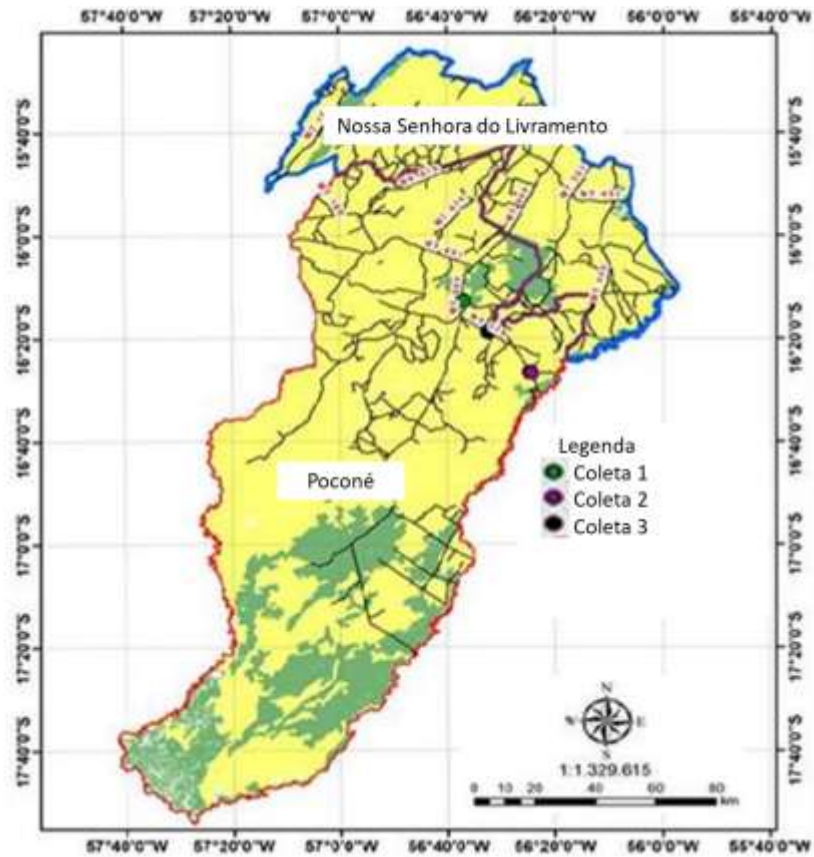 57°40'0"W 57°20'0"W 57°0'0"W 56°40'0"W 56°20'0"W 56°0'0"W 55°40'0"W
15°40'0"S 15°40'0"S
Nossa Senhora do Livramento
16°0'0"S 16°0'0"S
16°20'0"S 16°20'0"S
16°40'0"S 16°40'0"S
Legenda
Coleta 1
Coleta 2
Coleta 3
Poconé
17°0'0"S 17°0'0"S
17°20'0"S 17°20'0"S
N
W E
S
17°40'0"S 17°40'0"S
1:1.329.615
0 10 20 40 60 80
km
57°40'0"W 57°20'0"W 57°0'0"W 56°40'0"W 56°20'0"W 56°0'0"W 55°40'0"W